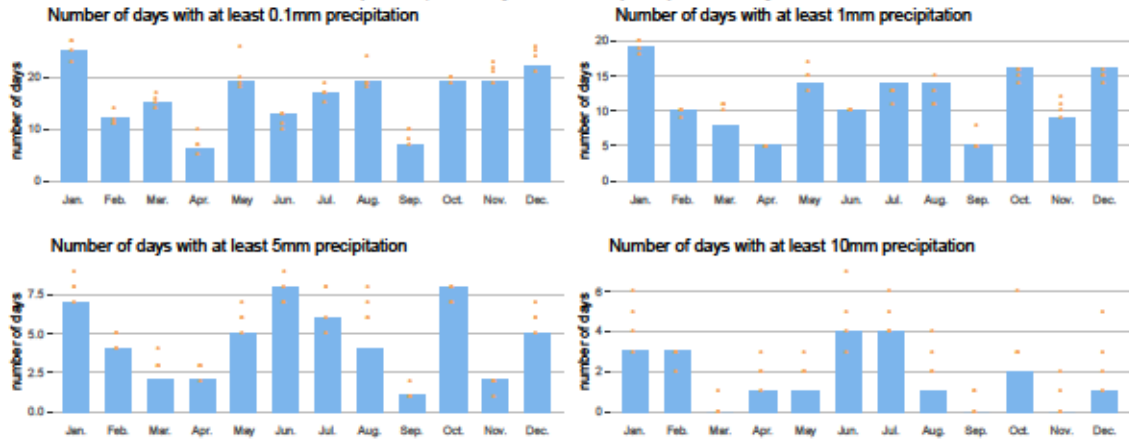 Number of days with at least 0.1mm precipitation
number of days
20
10
0
Jan. Feb. Mar. Apr. May Jun. Jul. Aug. Sep. Oct. Nov. Dec.
Number of days with at least 1mm precipitation
number of days
20
15
10
5
0
Jan. Feb. Mar. Apr. May Jun. Jul. Aug. Sep. Oct. Nov. Dec.
Number of days with at least 5mm precipitation
number of days
7.5
5.0
2.5
0.0
Jan. Feb. Mar. Apr. May Jun. Jul. Aug. Sep. Oct. Nov. Dec.
Number of days with at least 10mm precipitation
number of days
6
4
2
0
Jan. Feb. Mar. Apr. May Jun. Jul. Aug. Sep. Oct. Nov. Dec.